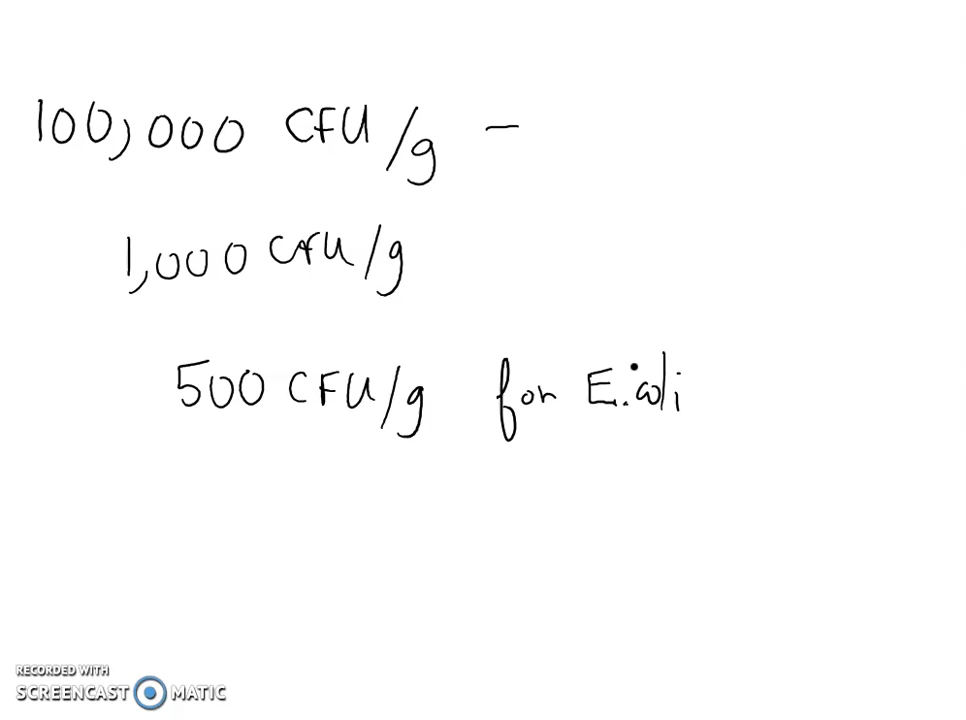 100,000 CFU/g –
1,000 CFU/g
500 CFU/g for E.coli
RECORDED WITH
SCREENCAST MATIC